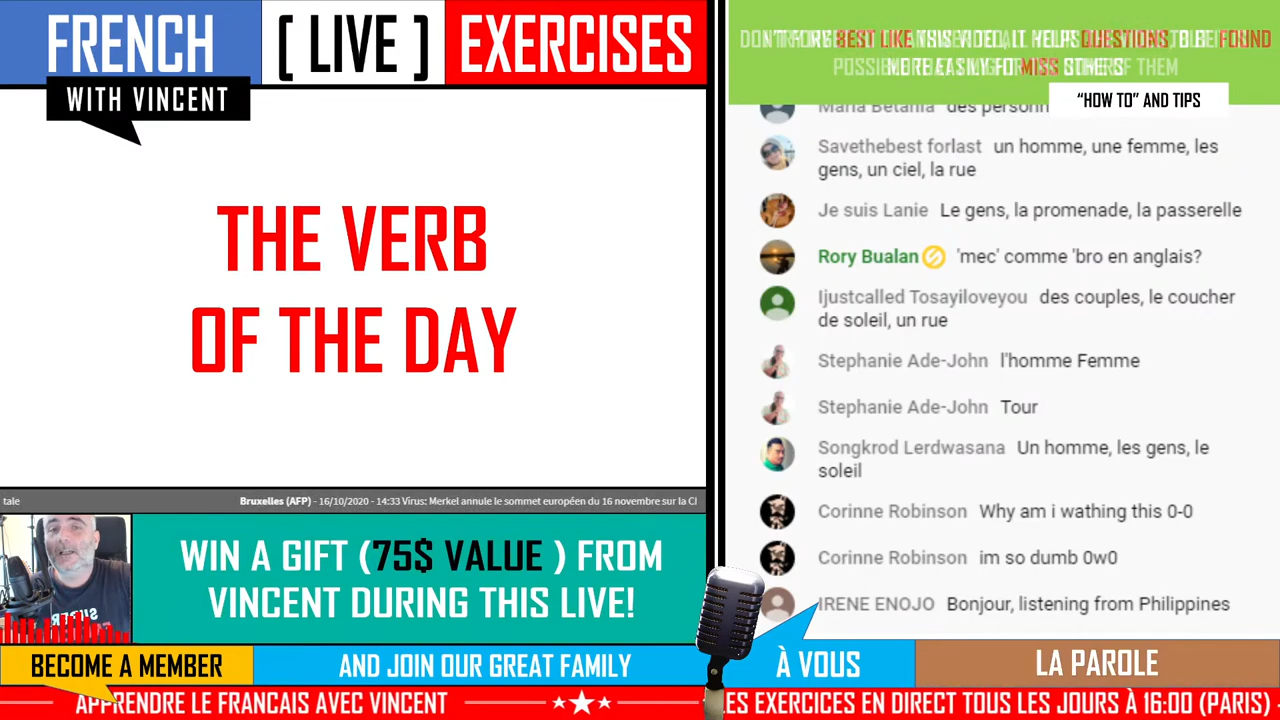 FRENCH
[ LIVE ]
EXERCISES
WITH VINCENT
"HOW TO" AND TIPS
THE VERB
OF THE DAY
Maria Betania des personn
Savethebest forlast un homme, une femme, les
gens, un ciel, la rue
Je suis Lanie Le gens, la promenade, la passerelle
Rory Bualan 'mec' comme 'bro en anglais?
Ijustcalled Tosayiloveyou des couples, le coucher
de soleil, un rue
Stephanie Ade-John l'homme Femme
Stephanie Ade-John Tour
Songkrod Lerdwasana Un homme, les gens, le
soleil
Corinne Robinson Why am i wathing this 0-0
Corinne Robinson im so dumb 0w0
IRENE ENOJO Bonjour, listening from Philippines
tale Bruxelles (AFP) - 16/10/2020 - 14:33 Virus: Merkel annule le sommet européen du 16 novembre sur la CI
WIN A GIFT (75$ VALUE ) FROM
VINCENT DURING THIS LIVE!
BECOME A MEMBER
AND JOIN OUR GREAT FAMILY
À VOUS
LA PAROLE
APPRENDRE LE FRANCAIS AVEC VINCENT
LES EXERCICES EN DIRECT TOUS LES JOURS À 16:00 (PARIS)